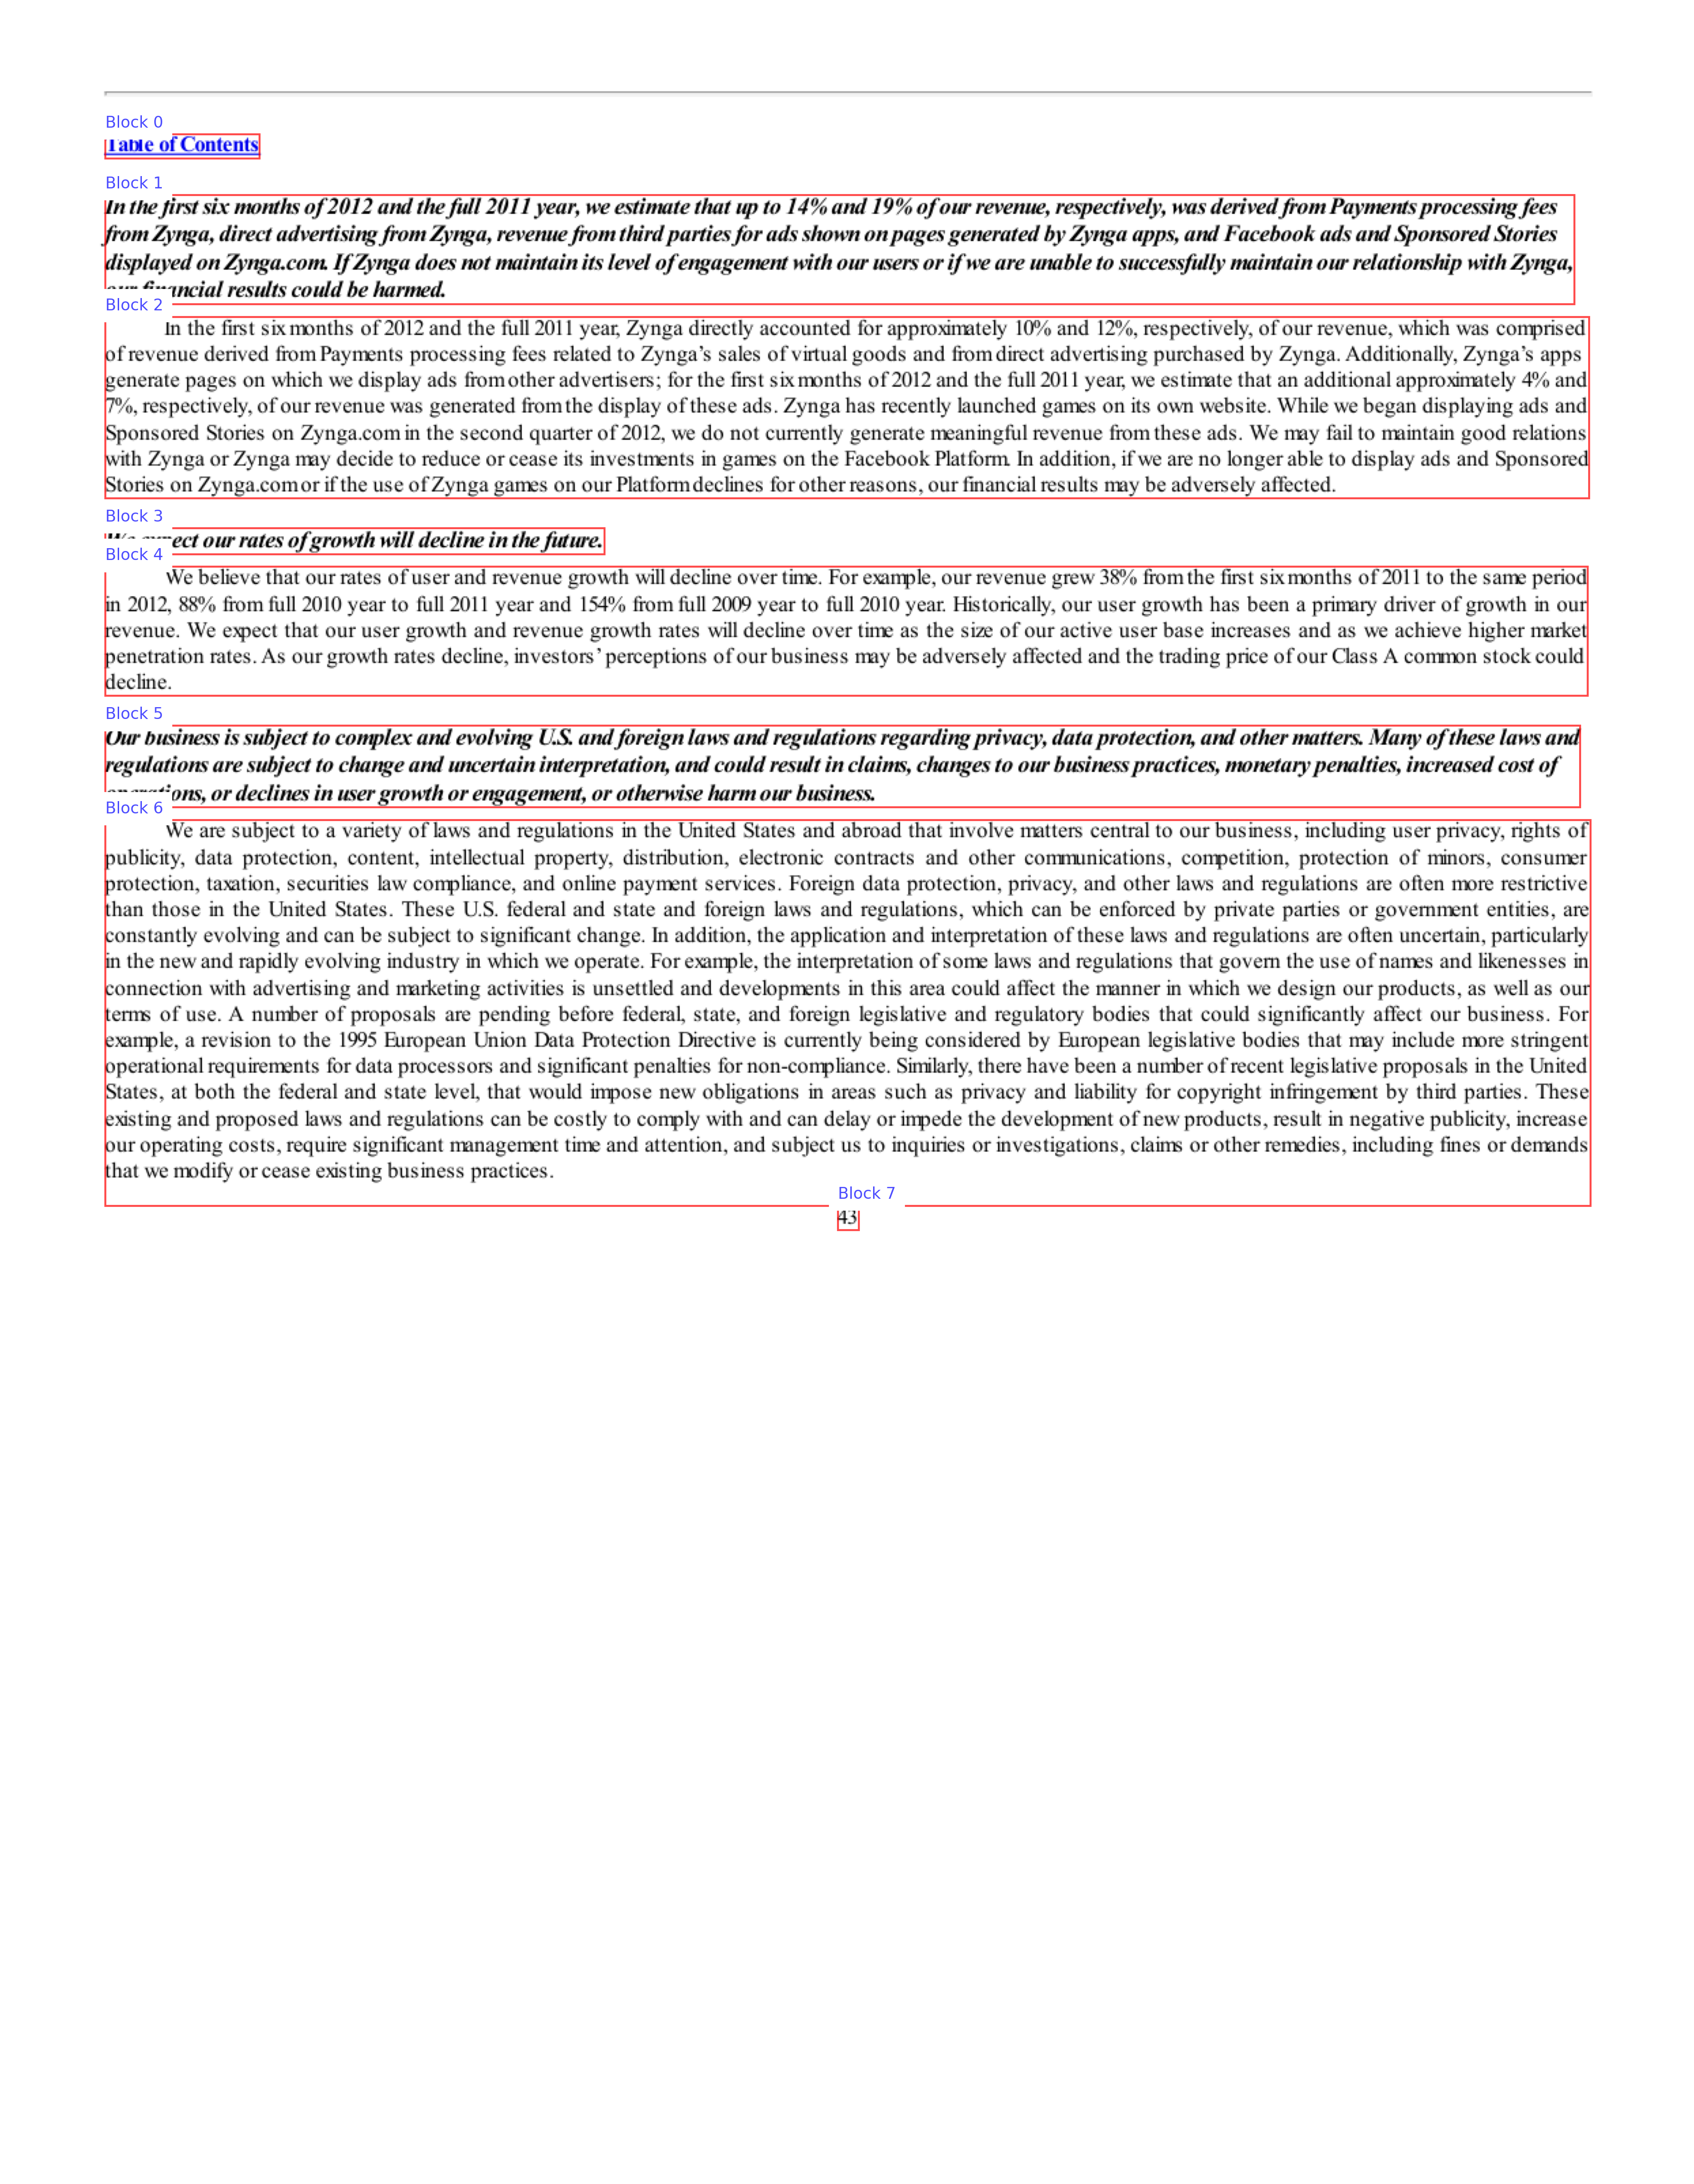 Block 0
Table of Contents
Block 1
In the first six months of 2012 and the full 2011 year, we estimate that up to 14% and 19% of our revenue, respectively, was derived from Payments processing fees
from Zynga, direct advertising from Zynga, revenue from third parties for ads shown on pages generated by Zynga apps, and Facebook ads and Sponsored Stories
displayed on Zynga.com. If Zynga does not maintain its level of engagement with our users or if we are unable to successfully maintain our relationship with Zynga,
our financial results could be harmed.
Block 2
In the first six months of 2012 and the full 2011 year, Zynga directly accounted for approximately 10% and 12%, respectively, of our revenue, which was comprised
of revenue derived from Payments processing fees related to Zynga’s sales of virtual goods and from direct advertising purchased by Zynga. Additionally, Zynga’s apps
generate pages on which we display ads from other advertisers; for the first six months of 2012 and the full 2011 year, we estimate that an additional approximately 4% and
7%, respectively, of our revenue was generated from the display of these ads. Zynga has recently launched games on its own website. While we began displaying ads and
Sponsored Stories on Zynga.com in the second quarter of 2012, we do not currently generate meaningful revenue from these ads. We may fail to maintain good relations
with Zynga or Zynga may decide to reduce or cease its investments in games on the Facebook Platform. In addition, if we are no longer able to display ads and Sponsored
Stories on Zynga.com or if the use of Zynga games on our Platform declines for other reasons, our financial results may be adversely affected.
Block 3
We expect our rates of growth will decline in the future.
Block 4
We believe that our rates of user and revenue growth will decline over time. For example, our revenue grew 38% from the first six months of 2011 to the same period
in 2012, 88% from full 2010 year to full 2011 year and 154% from full 2009 year to full 2010 year. Historically, our user growth has been a primary driver of growth in our
revenue. We expect that our user growth and revenue growth rates will decline over time as the size of our active user base increases and as we achieve higher market
penetration rates. As our growth rates decline, investors’ perceptions of our business may be adversely affected and the trading price of our Class A common stock could
decline.
Block 5
Our business is subject to complex and evolving U.S. and foreign laws and regulations regarding privacy, data protection, and other matters. Many of these laws and
regulations are subject to change and uncertain interpretation, and could result in claims, changes to our business practices, monetary penalties, increased cost of
operations, or declines in user growth or engagement, or otherwise harm our business.
Block 6
We are subject to a variety of laws and regulations in the United States and abroad that involve matters central to our business, including user privacy, rights of
publicity, data protection, content, intellectual property, distribution, electronic contracts and other communications, competition, protection of minors, consumer
protection, taxation, securities law compliance, and online payment services. Foreign data protection, privacy, and other laws and regulations are often more restrictive
than those in the United States. These U.S. federal and state and foreign laws and regulations, which can be enforced by private parties or government entities, are
constantly evolving and can be subject to significant change. In addition, the application and interpretation of these laws and regulations are often uncertain, particularly
in the new and rapidly evolving industry in which we operate. For example, the interpretation of some laws and regulations that govern the use of names and likenesses in
connection with advertising and marketing activities is unsettled and developments in this area could affect the manner in which we design our products, as well as our
terms of use. A number of proposals are pending before federal, state, and foreign legislative and regulatory bodies that could significantly affect our business. For
example, a revision to the 1995 European Union Data Protection Directive is currently being considered by European legislative bodies that may include more stringent
operational requirements for data processors and significant penalties for non-compliance. Similarly, there have been a number of recent legislative proposals in the United
States, at both the federal and state level, that would impose new obligations in areas such as privacy and liability for copyright infringement by third parties. These
existing and proposed laws and regulations can be costly to comply with and can delay or impede the development of new products, result in negative publicity, increase
our operating costs, require significant management time and attention, and subject us to inquiries or investigations, claims or other remedies, including fines or demands
that we modify or cease existing business practices.
Block 7
43